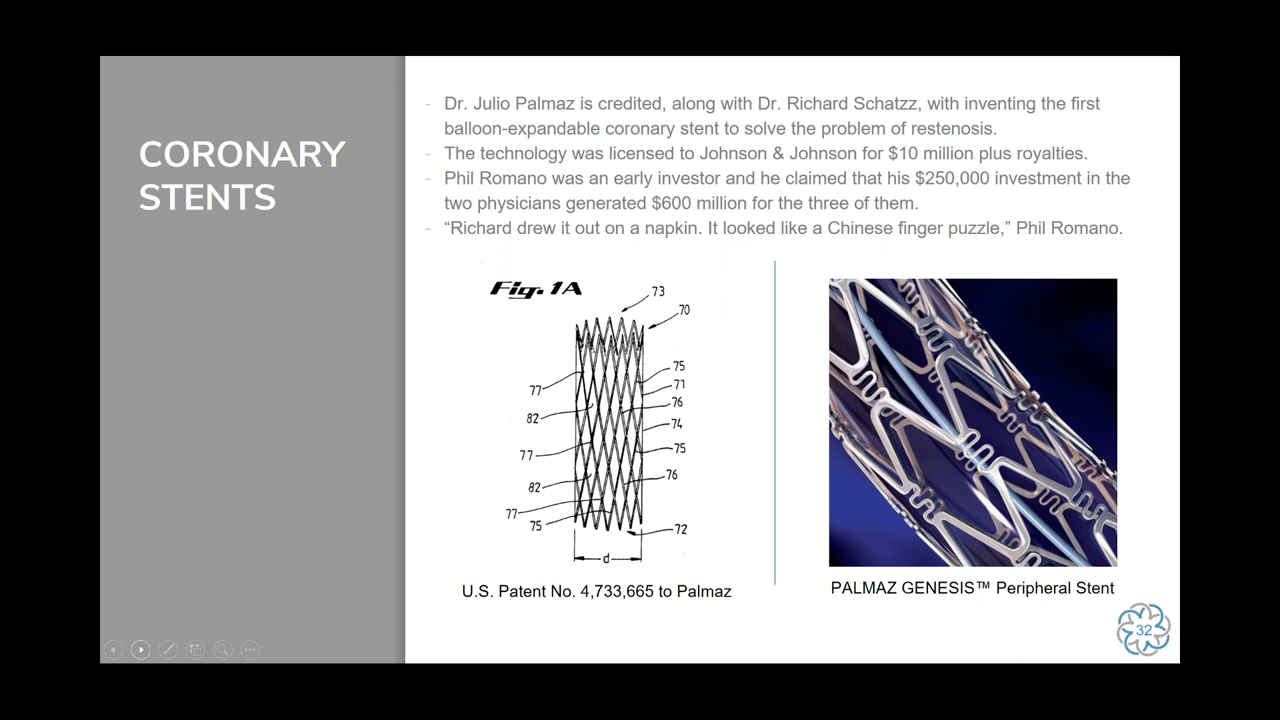 CORONARY
STENTS
- Dr. Julio Palmaz is credited, along with Dr. Richard Schatzz, with inventing the first
balloon-expandable coronary stent to solve the problem of restenosis.
- The technology was licensed to Johnson & Johnson for $10 million plus royalties.
- Phil Romano was an early investor and he claimed that his $250,000 investment in the
two physicians generated $600 million for the three of them.
- “Richard drew it out on a napkin. It looked like a Chinese finger puzzle,” Phil Romano.
Fig. 1A
73
70
75
71
77
76
82
74
77
75
76
82
77
75
72
d
U.S. Patent No. 4,733,665 to Palmaz
PALMAZ GENESIS™ Peripheral Stent
32